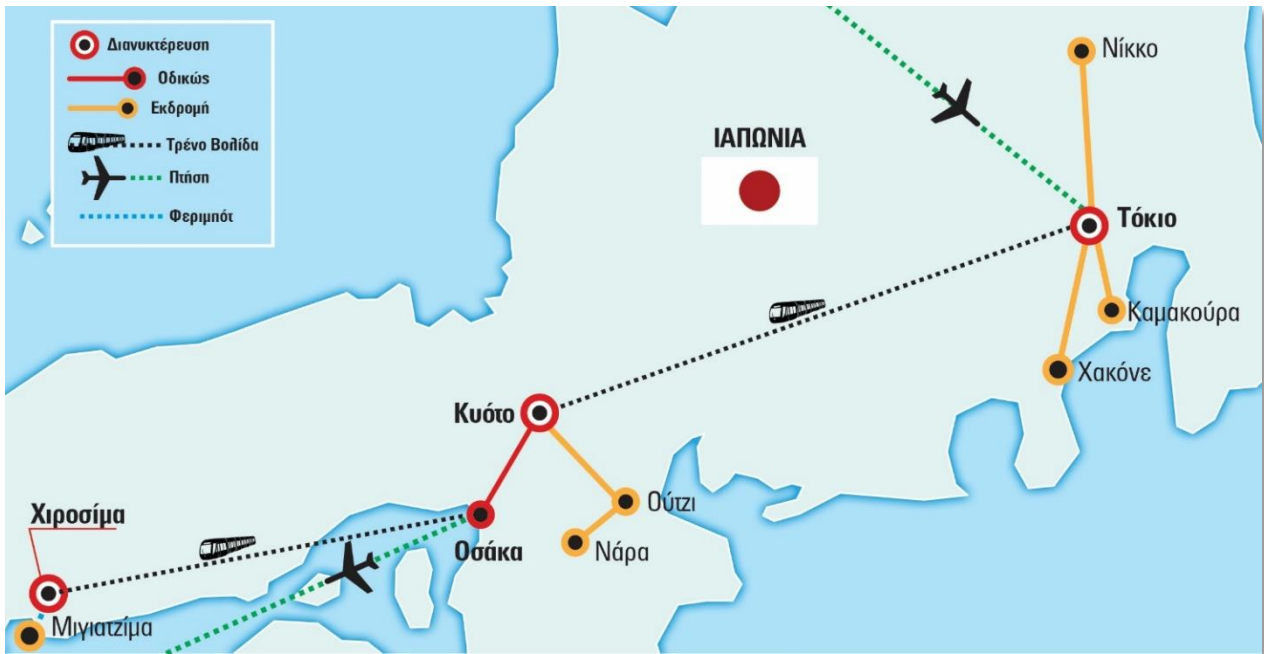 Διανυκτέρευση
Οδικώς
Εκδρομή
Τρένο Βολίδα
Πτήση
Φεριμπότ
ΙΑΠΩΝΙΑ
Νίκκο
Τόκιο
Καμακούρα
Χακόνε
Κυότο
Ούτζι
Νάρα
Οσάκα
Χιροσίμα
Μιγιατζίμα